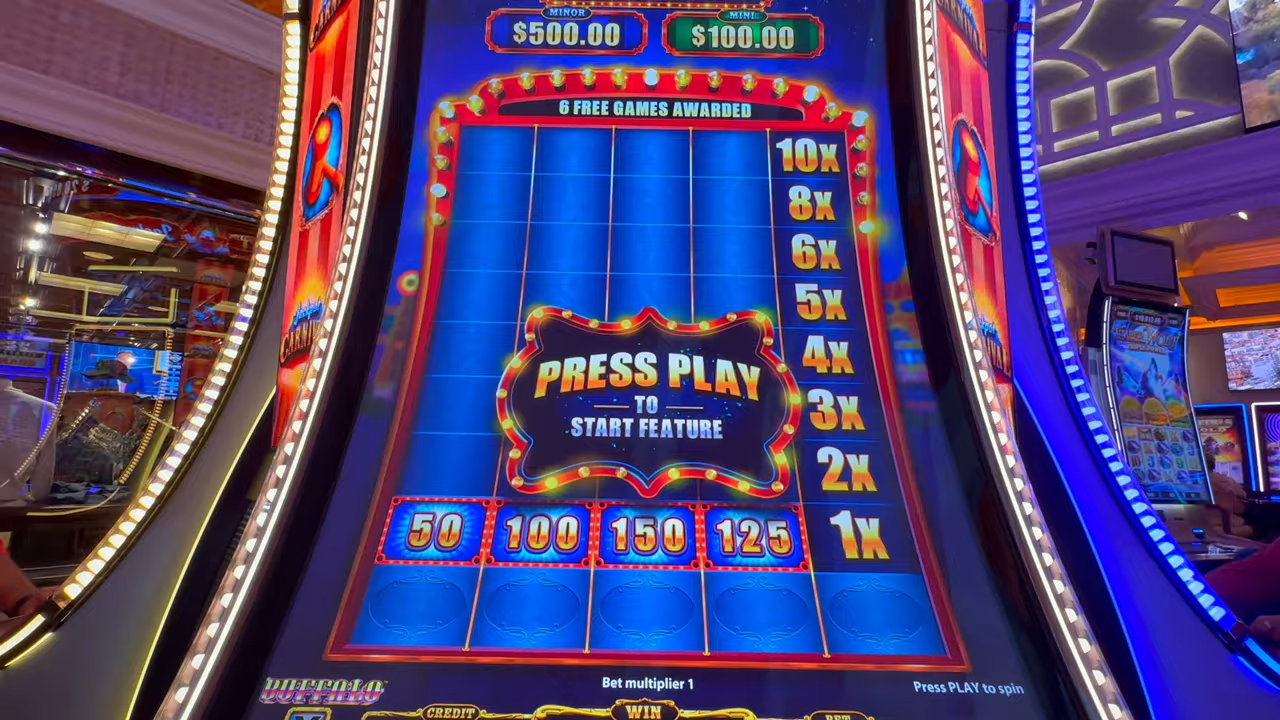 MINOR
$500.00
MINI
$100.00
6 FREE GAMES AWARDED
10x
8x
6x
5x
4x
3x
2x
1x
PRESS PLAY
TO
START FEATURE
50
100
150
125
BUFFALO
Bet multiplier 1
Press PLAY to spin
CREDIT
WIN
BET